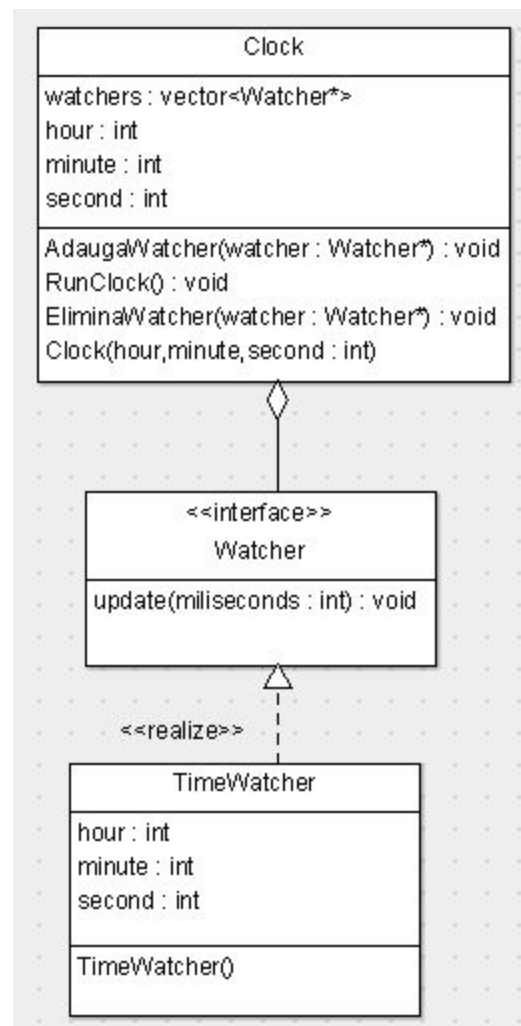 Clock
watchers : vector<Watcher*>
hour : int
minute : int
second : int
AdaugaWatcher(watcher : Watcher*) : void
RunClock() : void
EliminaWatcher(watcher : Watcher*) : void
Clock(hour,minute,second : int)
<<interface>>
Watcher
update(miliseconds : int) : void
<<realize>>
TimeWatcher
hour : int
minute : int
second : int
TimeWatcher()